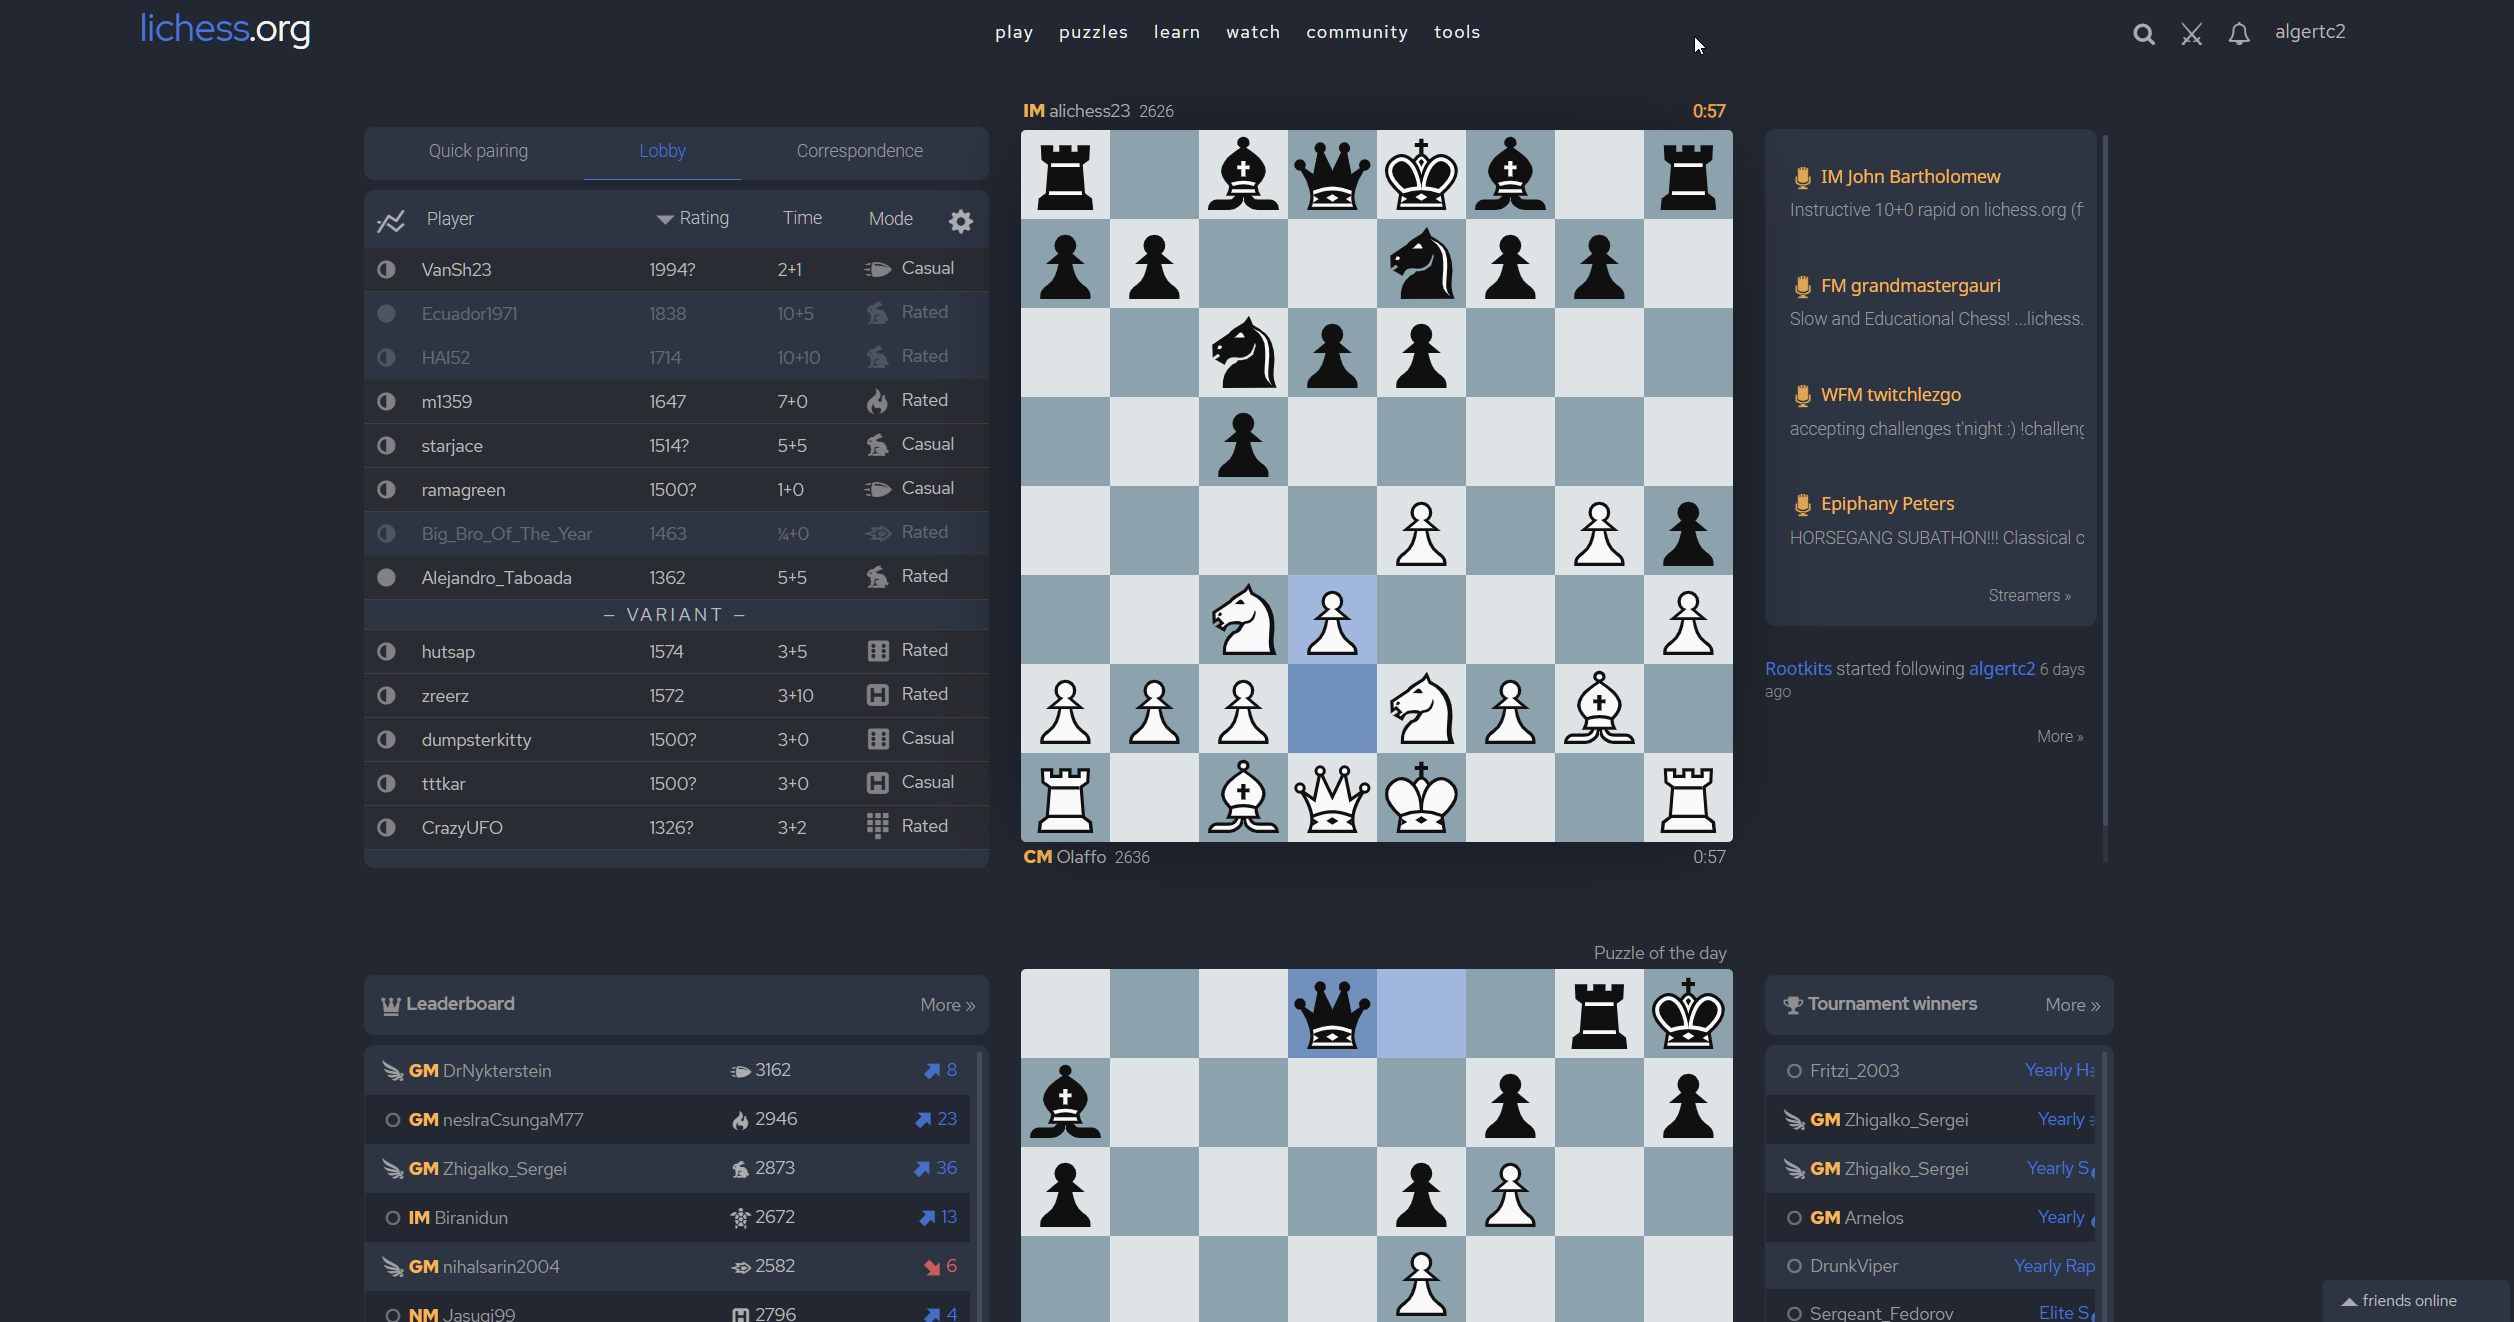 lichess.org
play puzzles learn watch community tools
algertc2
Quick pairing Lobby Correspondence
Player Rating Time Mode
VanSh23 1994? 2+1 Casual
Ecuador1971 1838 10+5 Rated
HAI52 1714 10+10 Rated
m1359 1647 7+0 Rated
starjace 1514? 5+5 Casual
ramagreen 1500? 1+0 Casual
Big_Bro_Of_The_Year 1463 ¼+0 Rated
Alejandro_Taboada 1362 5+5 Rated
– VARIANT –
hutsap 1574 3+5 Rated
zreerz 1572 3+10 Rated
dumpsterkitty 1500? 3+0 Casual
tttkar 1500? 3+0 Casual
CrazyUFO 1326? 3+2 Rated
IM alichess23 2626 0:57
CM Olaffo 2636 0:57
IM John Bartholomew
Instructive 10+0 rapid on lichess.org (f
FM grandmastergauri
Slow and Educational Chess! ...lichess.
WFM twitchlezgo
accepting challenges t'night :) !challeng
Epiphany Peters
HORSEGANG SUBATHON!!! Classical c
Streamers »
Rootkits started following algertc2 6 days
ago
More »
Leaderboard More »
GM DrNykterstein 3162 8
GM nesIraCsungaM77 2946 23
GM Zhigalko_Sergei 2873 36
IM Biranidun 2672 13
GM nihalsarin2004 2582 6
NM Jasugi99 2796 4
Puzzle of the day
Tournament winners More »
Fritzi_2003 Yearly H
GM Zhigalko_Sergei Yearly
GM Zhigalko_Sergei Yearly S
GM Arnelos Yearly
DrunkViper Yearly Rap
Sergeant_Fedorov Elite S
friends online